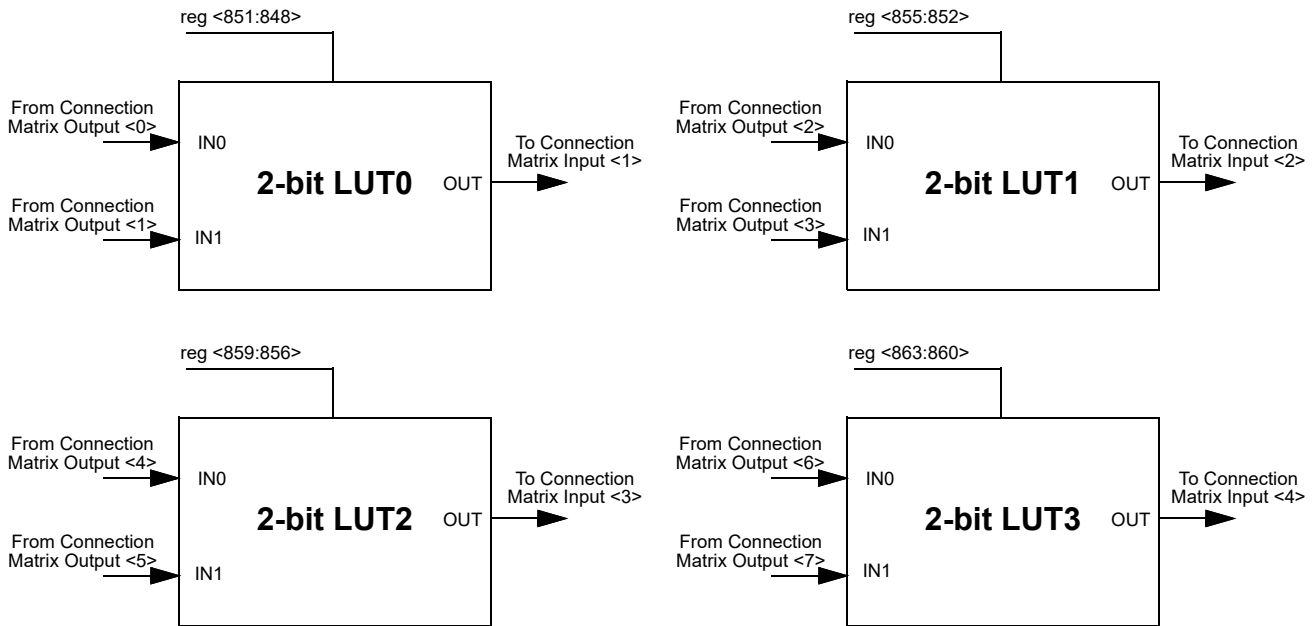 reg <851:848>
From Connection
Matrix Output <0>
IN0
2-bit LUT0
OUT
To Connection
Matrix Input <1>
From Connection
Matrix Output <1>
IN1
reg <855:852>
From Connection
Matrix Output <2>
IN0
2-bit LUT1
OUT
To Connection
Matrix Input <2>
From Connection
Matrix Output <3>
IN1
reg <859:856>
From Connection
Matrix Output <4>
IN0
2-bit LUT2
OUT
To Connection
Matrix Input <3>
From Connection
Matrix Output <5>
IN1
reg <863:860>
From Connection
Matrix Output <6>
IN0
2-bit LUT3
OUT
To Connection
Matrix Input <4>
From Connection
Matrix Output <7>
IN1